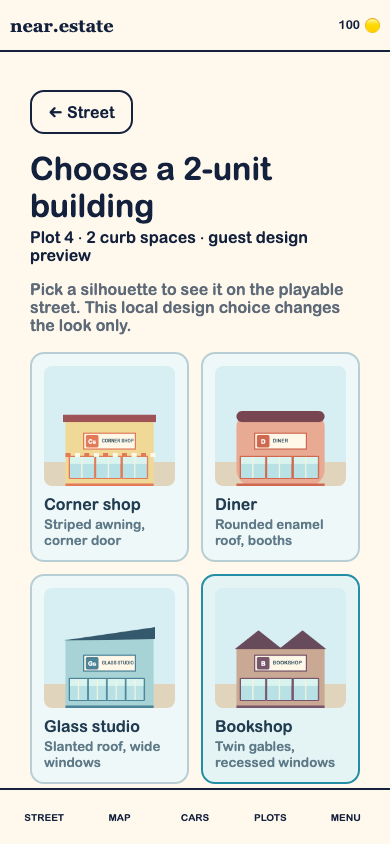 near.estate
100
← Street
Choose a 2-unit
building
Plot 4 · 2 curb spaces · guest design
preview
Pick a silhouette to see it on the playable
street. This local design choice changes
the look only.
Co CORNER SHOP
D DINER
Corner shop
Striped awning,
corner door
Diner
Rounded enamel
roof, booths
Ga GLASS STUDIO
B BOOKSHOP
Glass studio
Slanted roof, wide
windows
Bookshop
Twin gables,
recessed windows
STREET MAP CARS PLOTS MENU